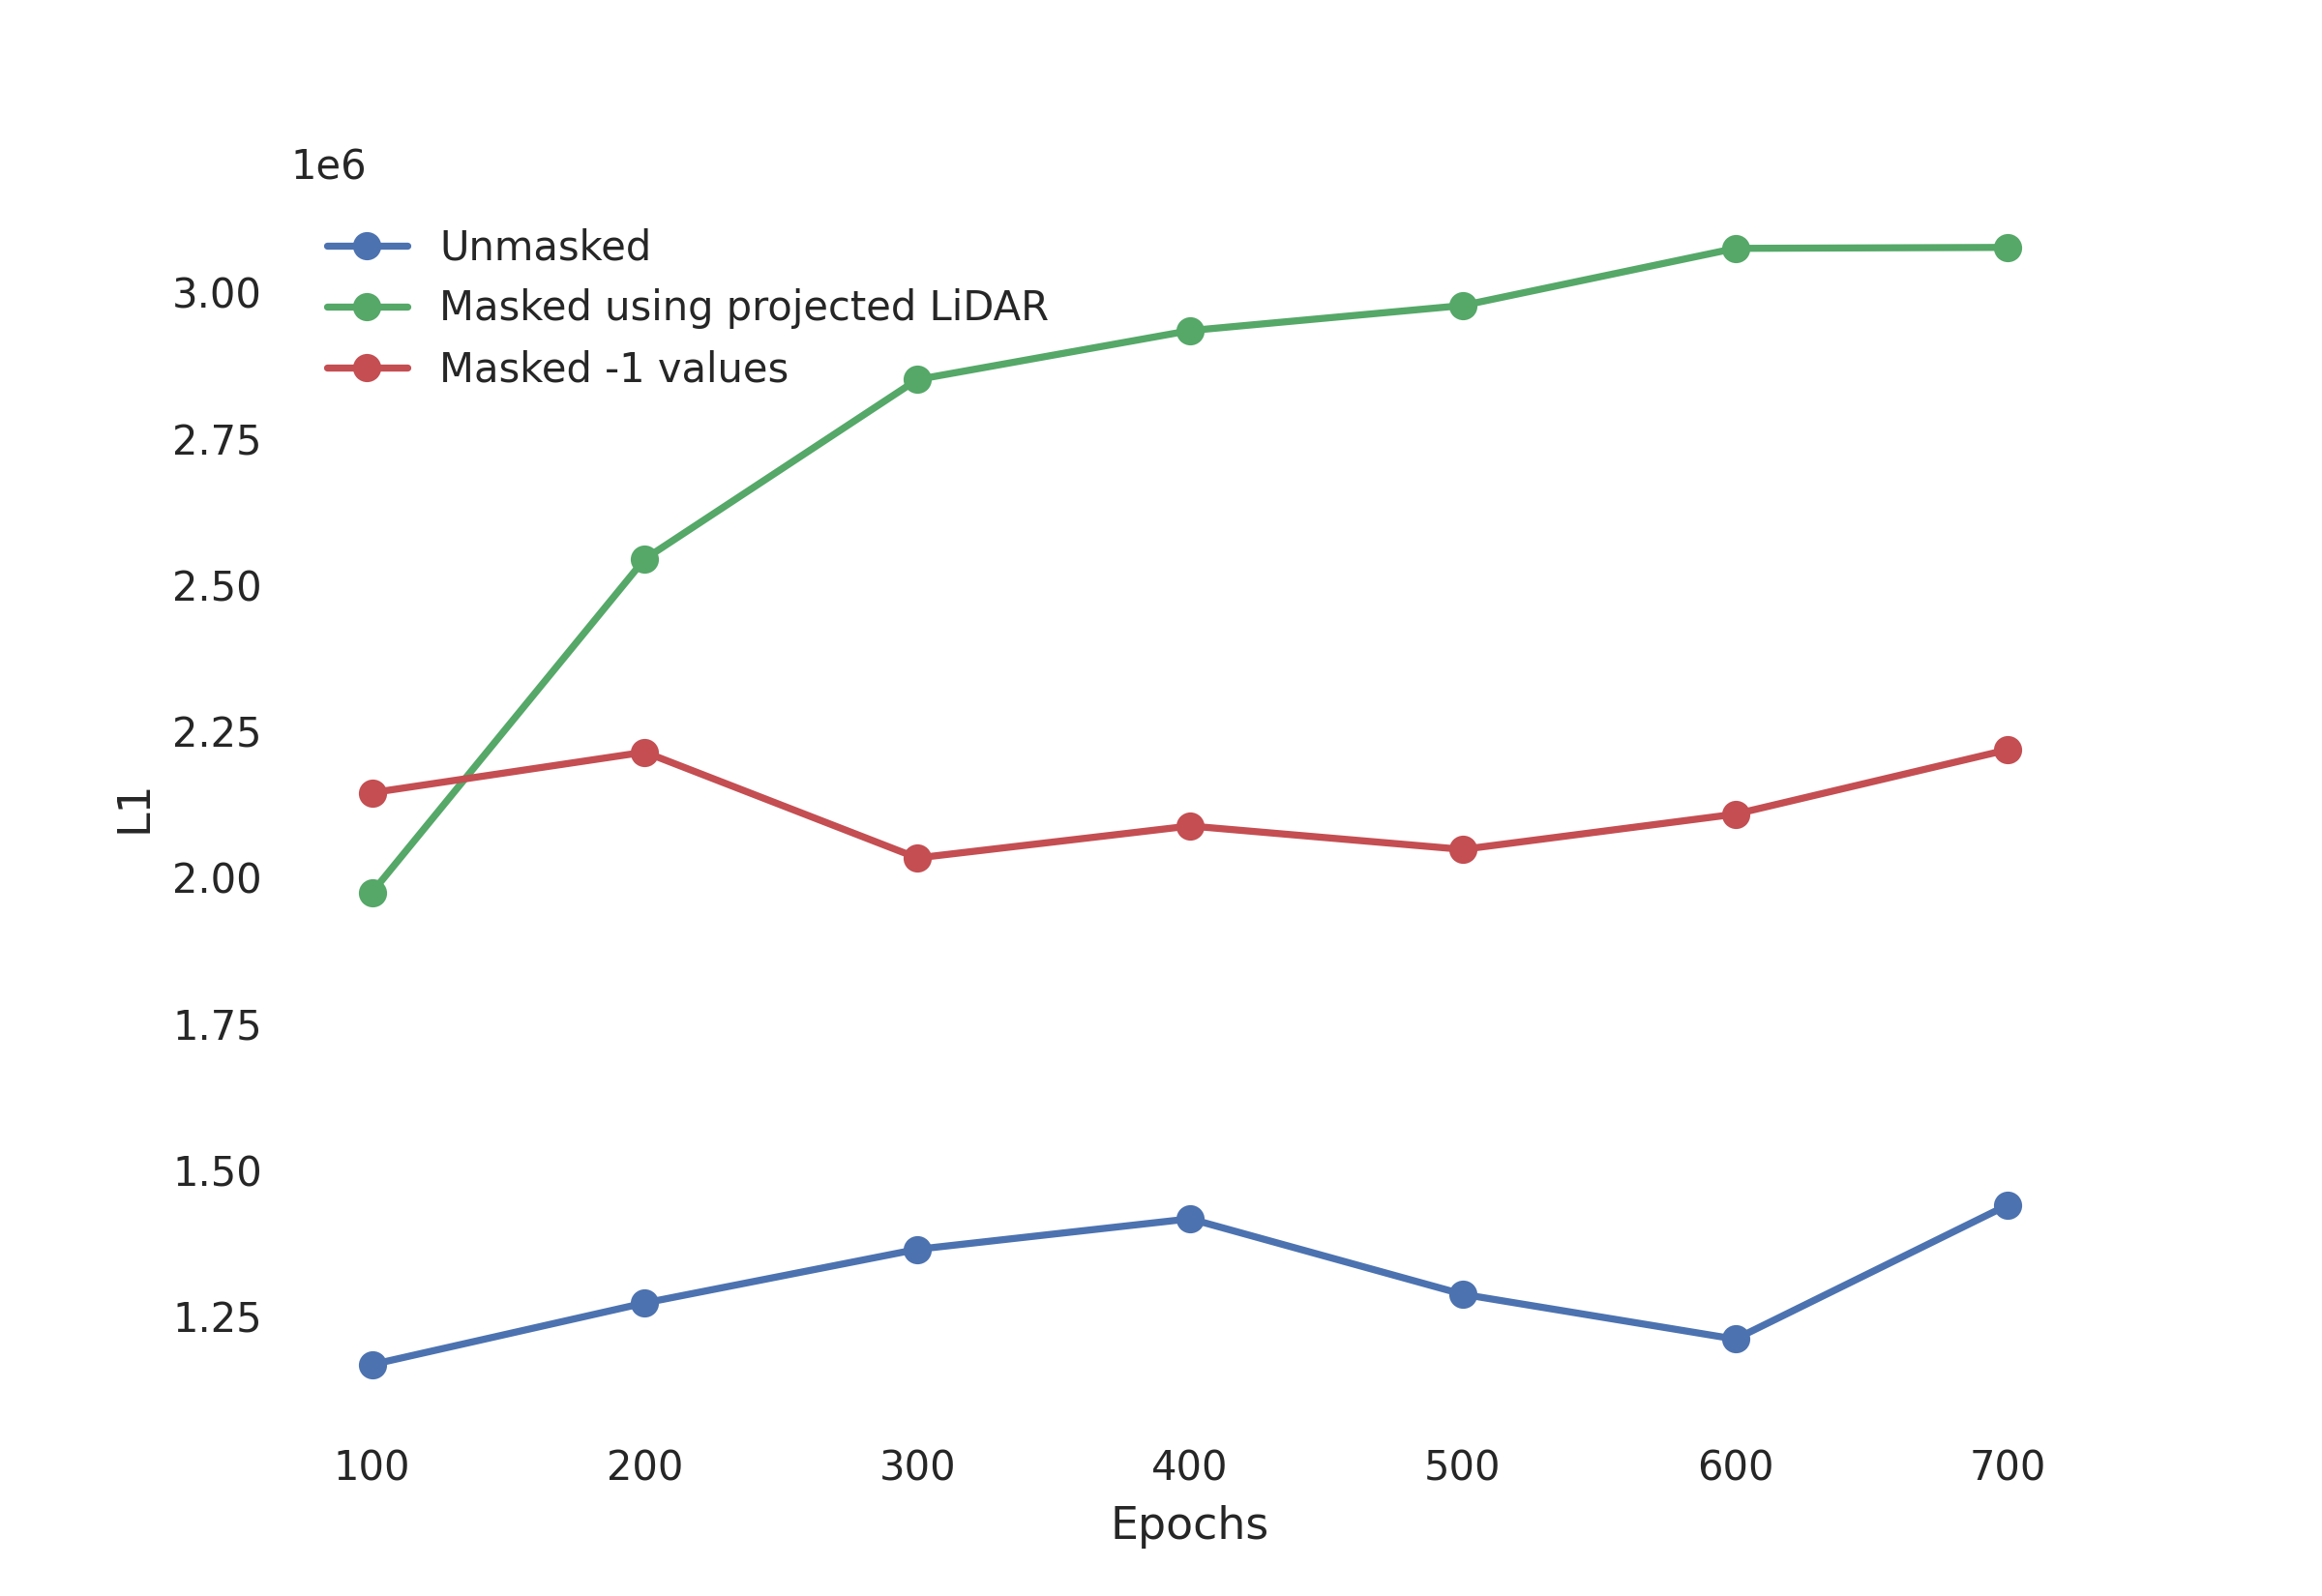 1e6
Unmasked
Masked using projected LiDAR
Masked -1 values
3.00
2.75
2.50
2.25
2.00
1.75
1.50
1.25
L1
100 200 300 400 500 600 700
Epochs